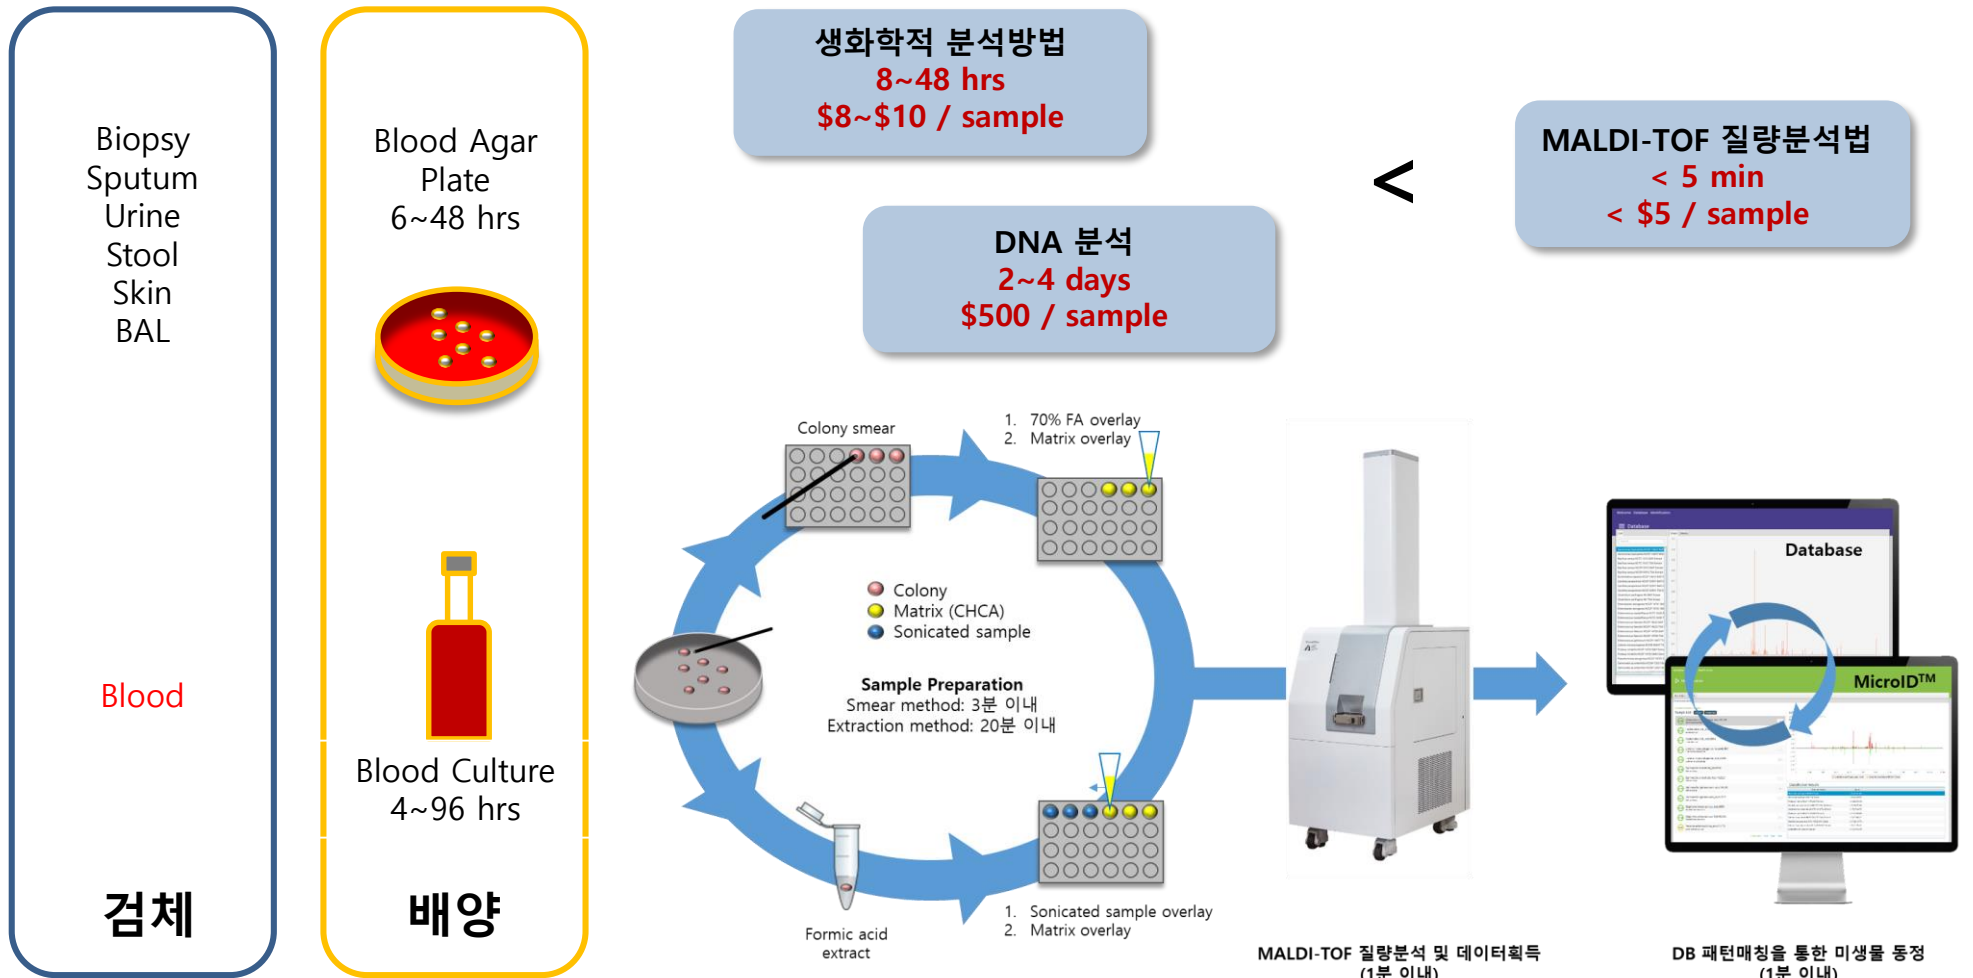 Biopsy
Sputum
Urine
Stool
Skin
BAL
Blood
검체
Blood Agar
Plate
6~48 hrs
Blood Culture
4~96 hrs
배양
생화학적 분석방법
8~48 hrs
$8~$10 / sample
DNA 분석
2~4 days
$500 / sample
<
MALDI-TOF 질량분석법
< 5 min
< $5 / sample
Colony smear
1. 70% FA overlay
2. Matrix overlay
Colony
Matrix (CHCA)
Sonicated sample
Sample Preparation
Smear method: 3분 이내
Extraction method: 20분 이내
Formic acid
extract
1. Sonicated sample overlay
2. Matrix overlay
MALDI-TOF 질량분석 및 데이터획득
(1분 이내)
Database
Database
MicroID™
DB 패턴매칭을 통한 미생물 동정
(1분 이내)